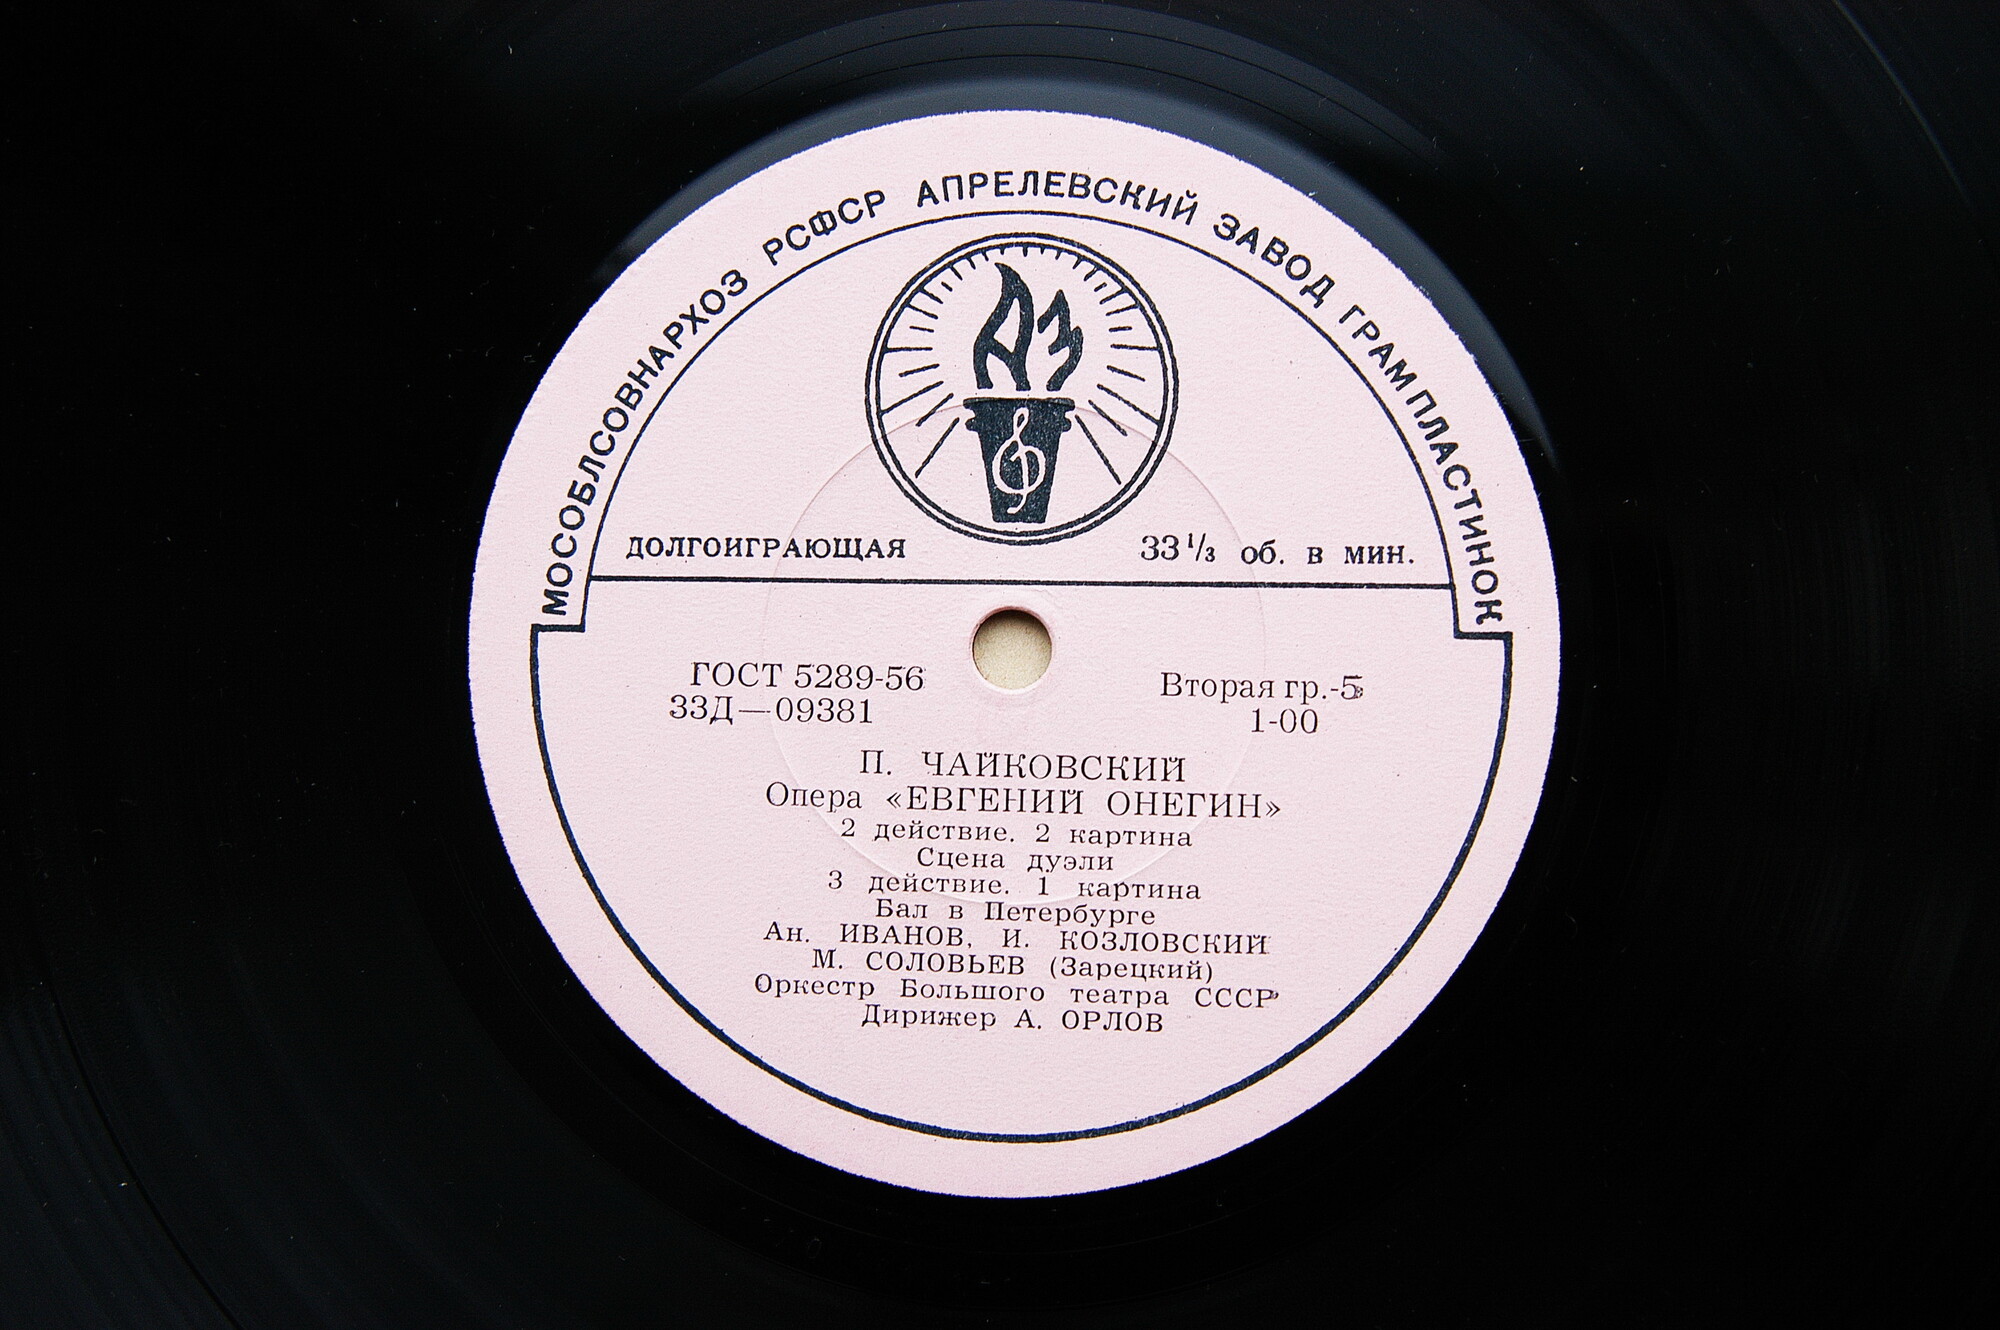 МОСОБЛСОВНАРХОЗ РСФСР АПРЕЛЕВСКИЙ ЗАВОД ГРАМПЛАСТИНОК
АЗ
ДОЛГОИГРАЮЩАЯ 33 1/3 об. в мин.
ГОСТ 5289-56 Вторая гр.-5
33Д—09381 1-00
П. ЧАЙКОВСКИЙ
Опера «ЕВГЕНИЙ ОНЕГИН»
2 действие. 2 картина
Сцена дуэли
3 действие. 1 картина
Бал в Петербурге
Ан. ИВАНОВ, И. КОЗЛОВСКИЙ
М. СОЛОВЬЕВ (Зарецкий)
Оркестр Большого театра СССР
Дирижер А. ОРЛОВ